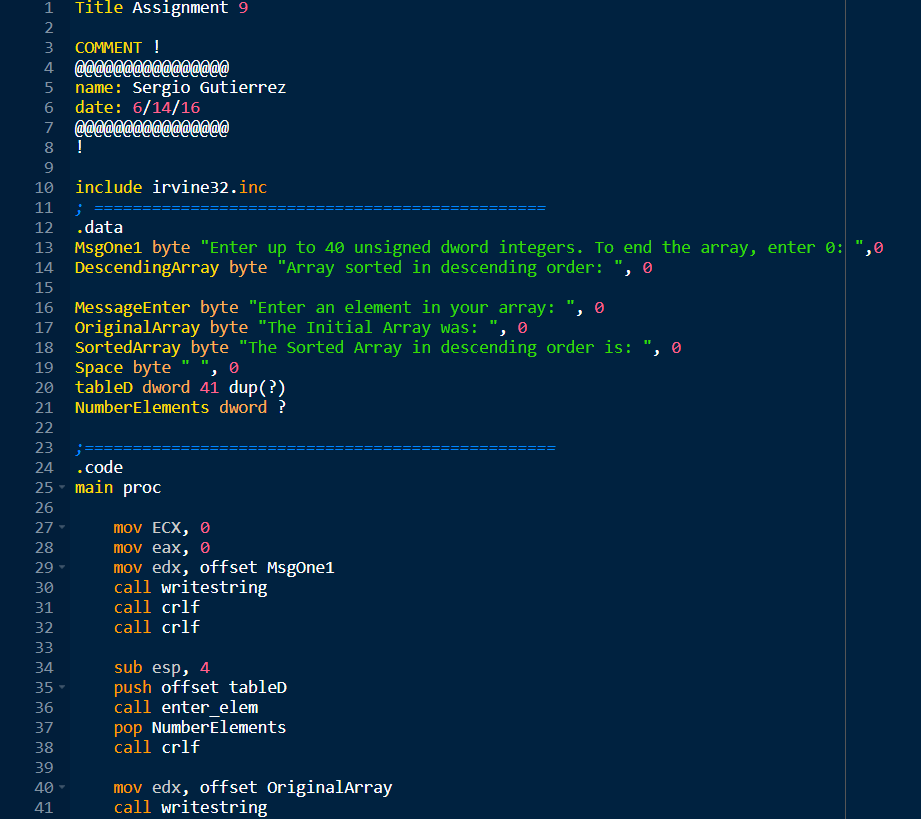 1 Title Assignment 9
2
3 COMMENT !
4 @@@@@@@@@@@@@@@@
5 name: Sergio Gutierrez
6 date: 6/14/16
7 @@@@@@@@@@@@@@@@
8 !
9
10 include irvine32.inc
11 ; ===============================================
12 .data
13 MsgOne1 byte "Enter up to 40 unsigned dword integers. To end the array, enter 0: ",0
14 DescendingArray byte "Array sorted in descending order: ", 0
15
16 MessageEnter byte "Enter an element in your array: ", 0
17 OriginalArray byte "The Initial Array was: ", 0
18 SortedArray byte "The Sorted Array in descending order is: ", 0
19 Space byte " ", 0
20 tableD dword 41 dup(?)
21 NumberElements dword ?
22
23 ;=================================================
24 .code
25 main proc
26
27 mov ECX, 0
28 mov eax, 0
29 mov edx, offset MsgOne1
30 call writestring
31 call crlf
32 call crlf
33
34 sub esp, 4
35 push offset tableD
36 call enter_elem
37 pop NumberElements
38 call crlf
39
40 mov edx, offset OriginalArray
41 call writestring